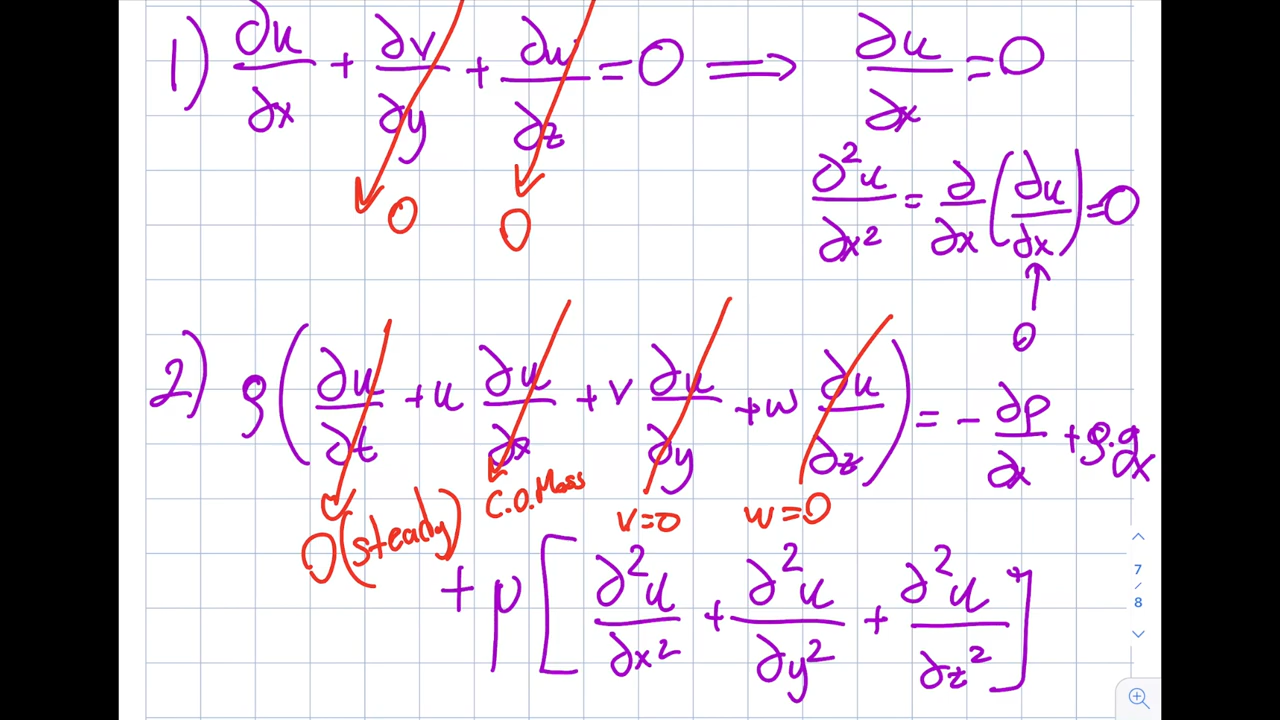 1) ∂u/∂x + ∂v/∂y + ∂w/∂z = 0 ⟹ ∂u/∂x = 0
0 0
∂²u/∂x² = ∂/∂x (∂u/∂x) = 0
0
2) ρ(∂u/∂t + u ∂u/∂x + v ∂u/∂y + w ∂u/∂z) = - ∂p/∂x + ρ.gx
0 (steady) C.O.Mass v=0 w=0
+ μ [∂²u/∂x² + ∂²u/∂y² + ∂²u/∂z²]
7
/
8